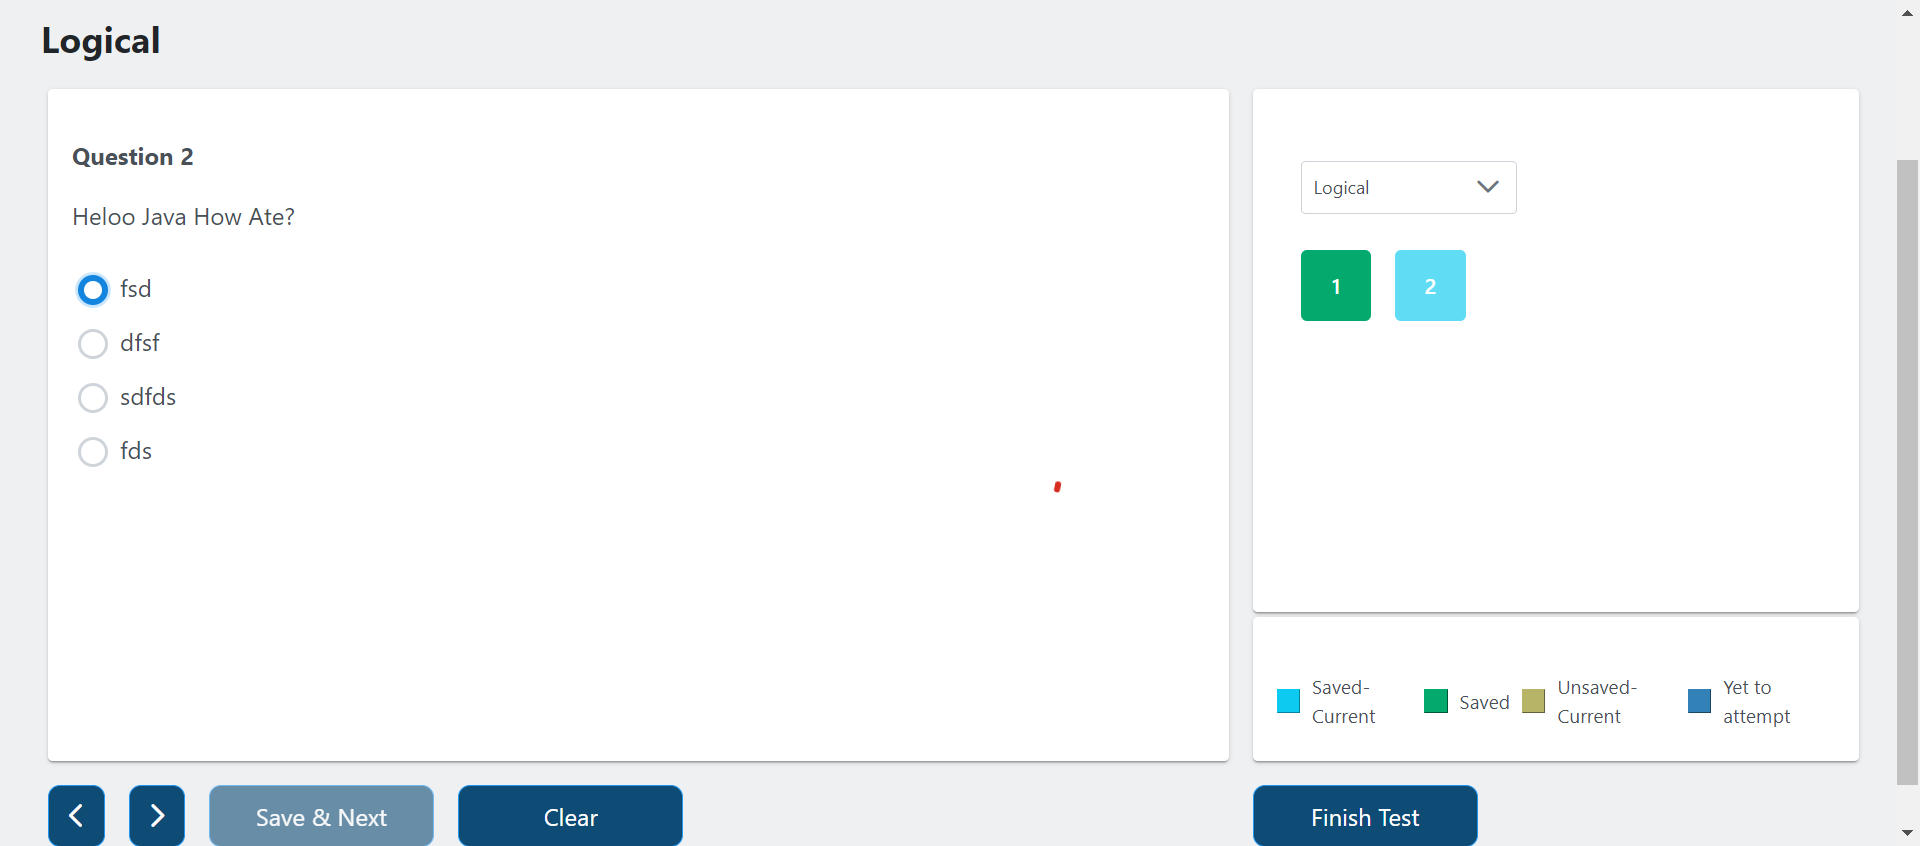 Logical
Question 2
Heloo Java How Ate?
fsd
dfsf
sdfds
fds
Logical
1 2
Saved-
Current
Saved
Unsaved-
Current
Yet to
attempt
Save & Next
Clear
Finish Test